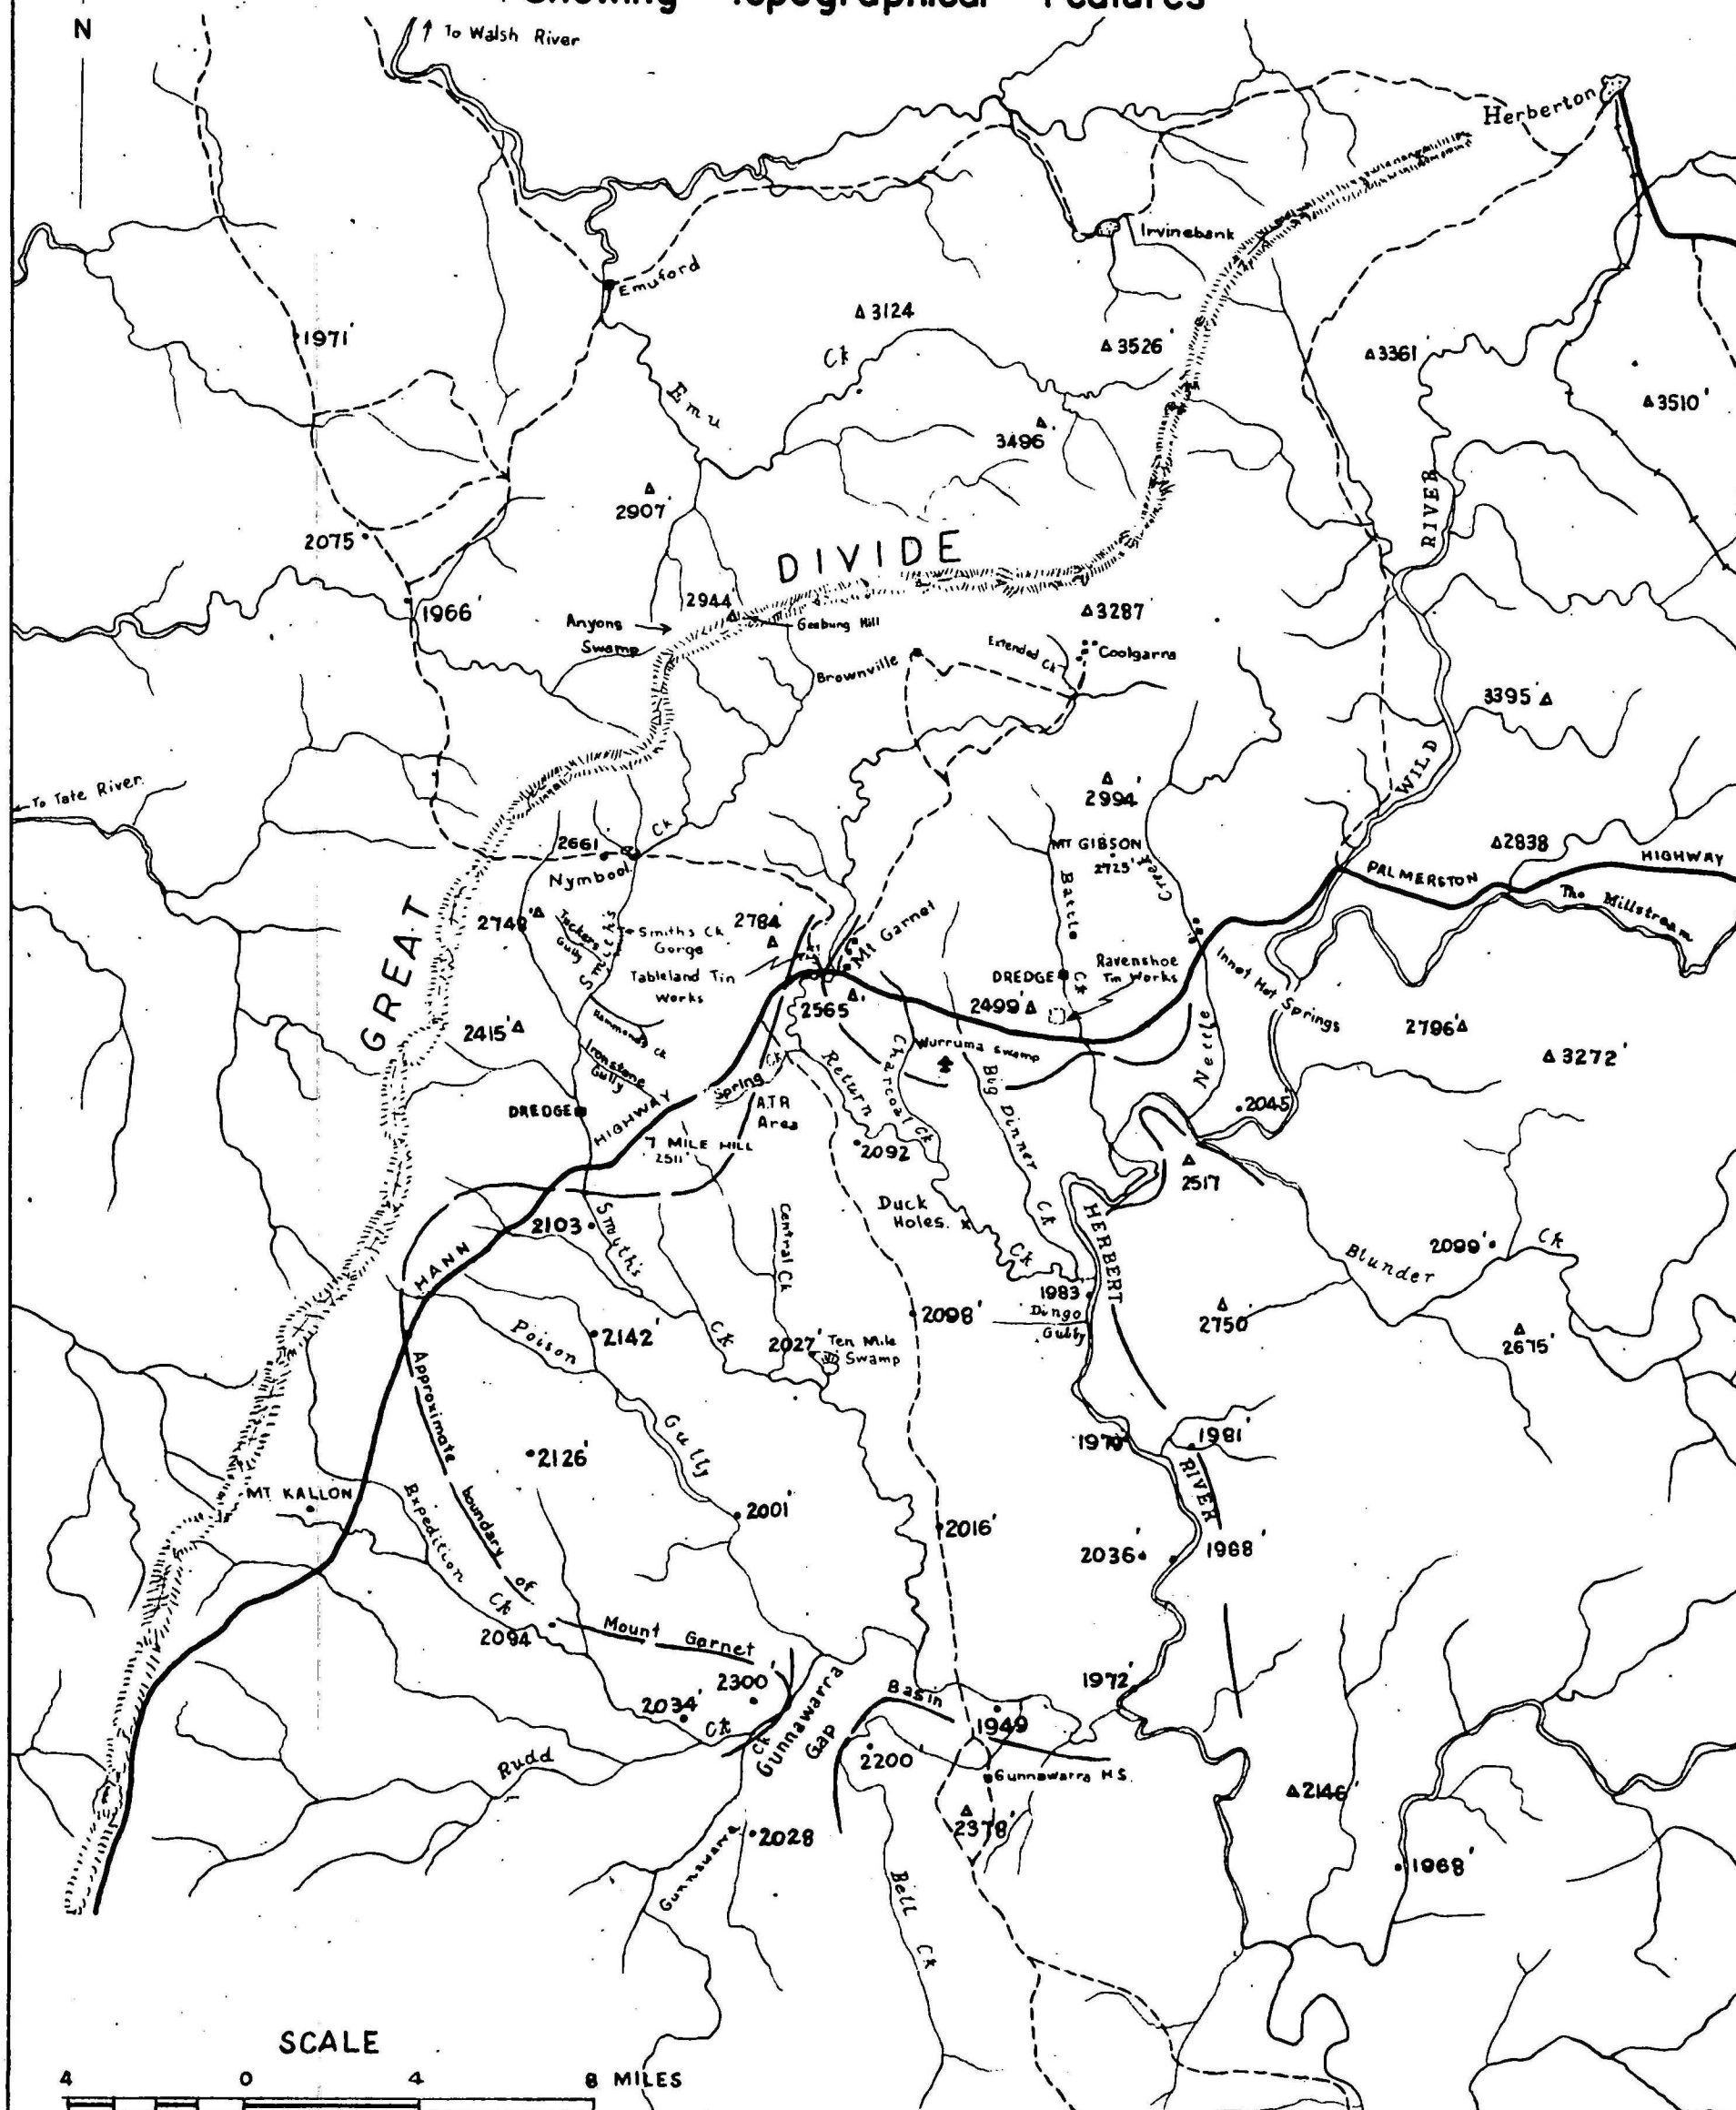 Showing Topographical Features
N
To Walsh River
Herberton
Irvinebank
Emuford
Δ 3124
1971'
Ck
Δ 3526'
Δ 3361
Emu
Δ 3510'
3496
RIVER
2907'
2075
DIVIDE
1966'
2944'
Anyons
Swamp
Geebung Hill
Δ 3287
Extended Ck
Coolgarra
Brownville
3395 Δ
WILD
To Tate River
2994'
Ck
2661
MT GIBSON
2725'
Creek
Δ 2838
HIGHWAY
PALMERSTON
The Millstream
Nymbool
Battle
Ck
GREAT
2749' Δ
Tuckers
Gully
Smith's
Smiths Ck
Gorge
2784'
Mt Garnet
Tableland Tin
Works
DREDGE
Ravenshoe
Tin Works
Innot Hot Springs
2565 Δ
2499' Δ
2415' Δ
Hammonds Ck
Ironstone
Gully
2796' Δ
Δ 3272'
Wurruma Swamp
Nettle
Spring Ck
Return
Charcoal Ck
Big Dinner Ck
DREDGE
HIGHWAY
A.T.R
Area
2045
7 MILE HILL
2511'
2092
2517
Duck
Holes. x
Ck
2103
Smith's
Ck
Central Ck
HERBERT
Blunder
2099'
Ck
HANN
1983
Dingo
Gully
2098'
2750
2675'
Poison
Gully
2142'
2027'
Ten Mile
Swamp
Approximate
boundary
of
Mount Garnet
Basin
1979
1981'
RIVER
2126'
MT KALLON
Expedition
Ck
2001'
2016'
2036
1968'
2094
2300'
1972'
2034'
Ck
Gunnawarra
Gap
Ck
1949
2200
Rudd
Gunnawarra H.S.
Δ 2146'
2378'
2028
Gunnawarra
1968'
Bell
Ck
SCALE
4 0 4 8 MILES